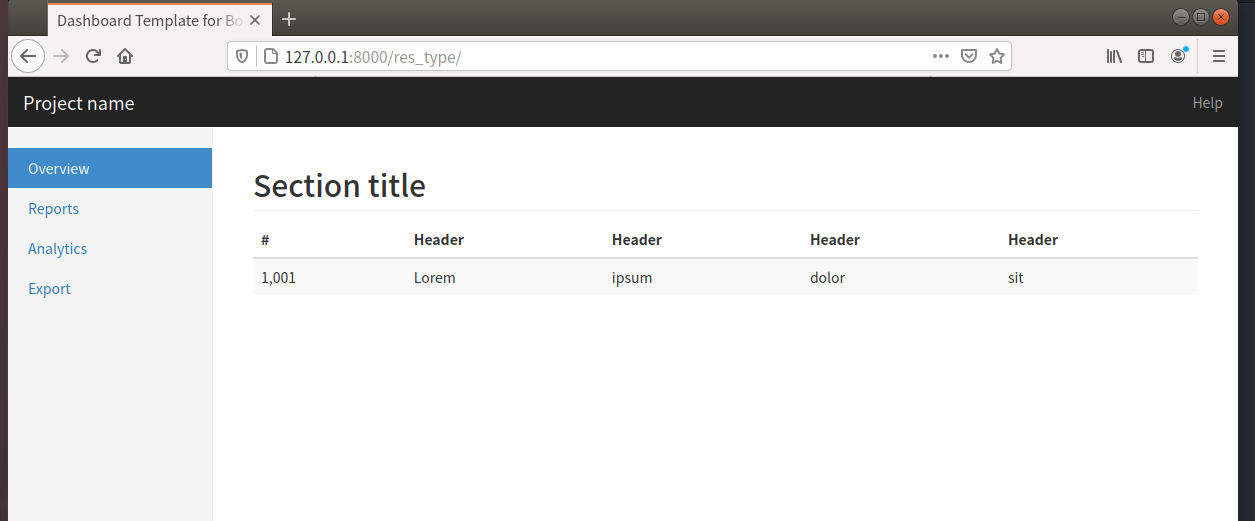 Dashboard Template for Bo
127.0.0.1:8000/res_type/
Project name
Help
Overview
Reports
Analytics
Export
Section title
# Header Header Header Header
1,001 Lorem ipsum dolor sit